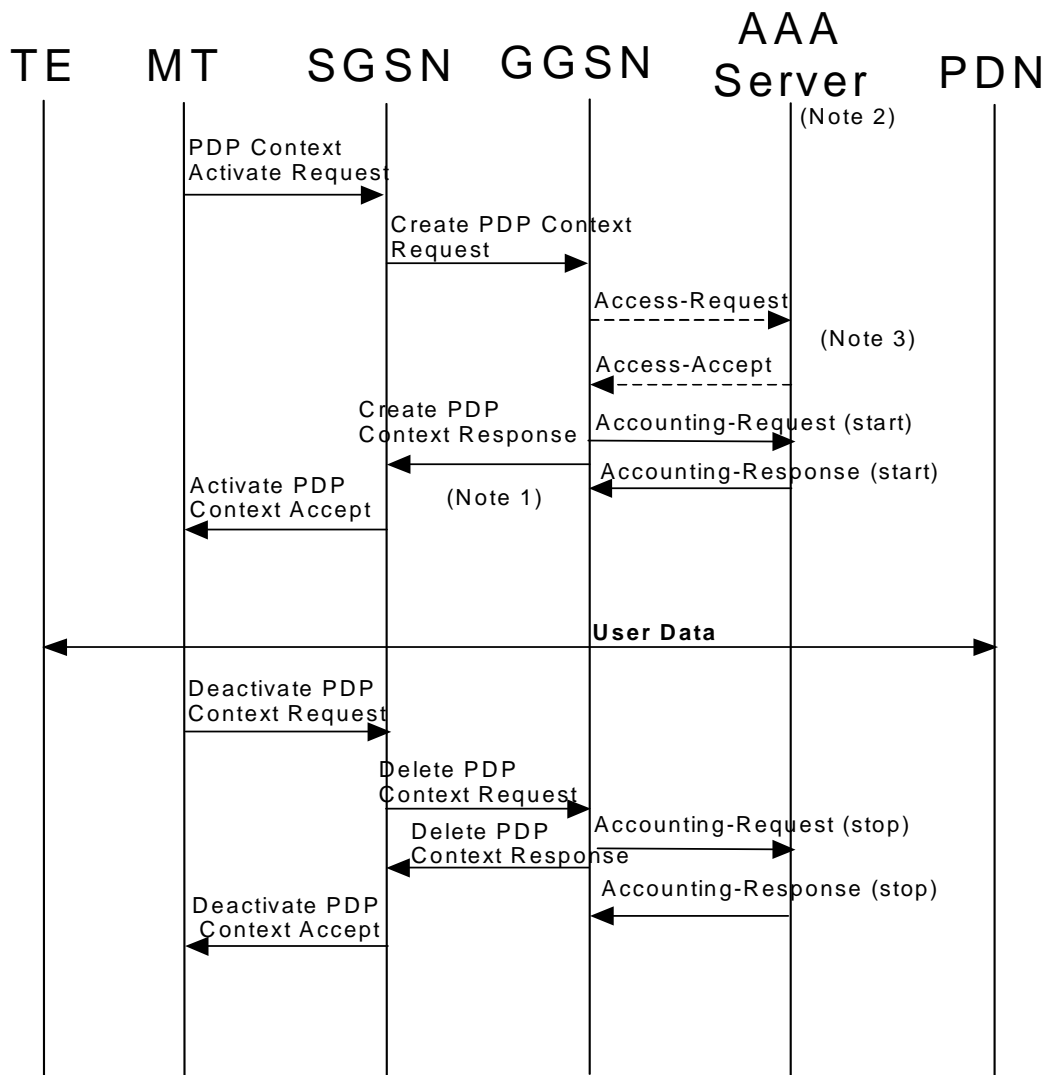 TE
MT
SGSN
GGSN
AAA
Server
PDN
(Note 2)
PDP Context
Activate Request
Create PDP Context
Request
Access-Request
(Note 3)
Access-Accept
Create PDP
Context Response
Accounting-Request (start)
Accounting-Response (start)
Activate PDP
Context Accept
(Note 1)
User Data
Deactivate PDP
Context Request
Delete PDP
Context Request
Accounting-Request (stop)
Delete PDP
Context Response
Accounting-Response (stop)
Deactivate PDP
Context Accept